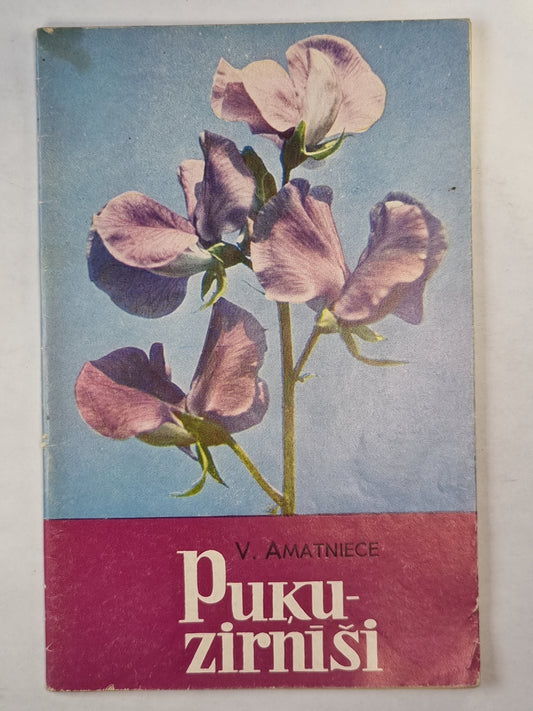 V. AMATNIECE
Puķu-
zirnīši